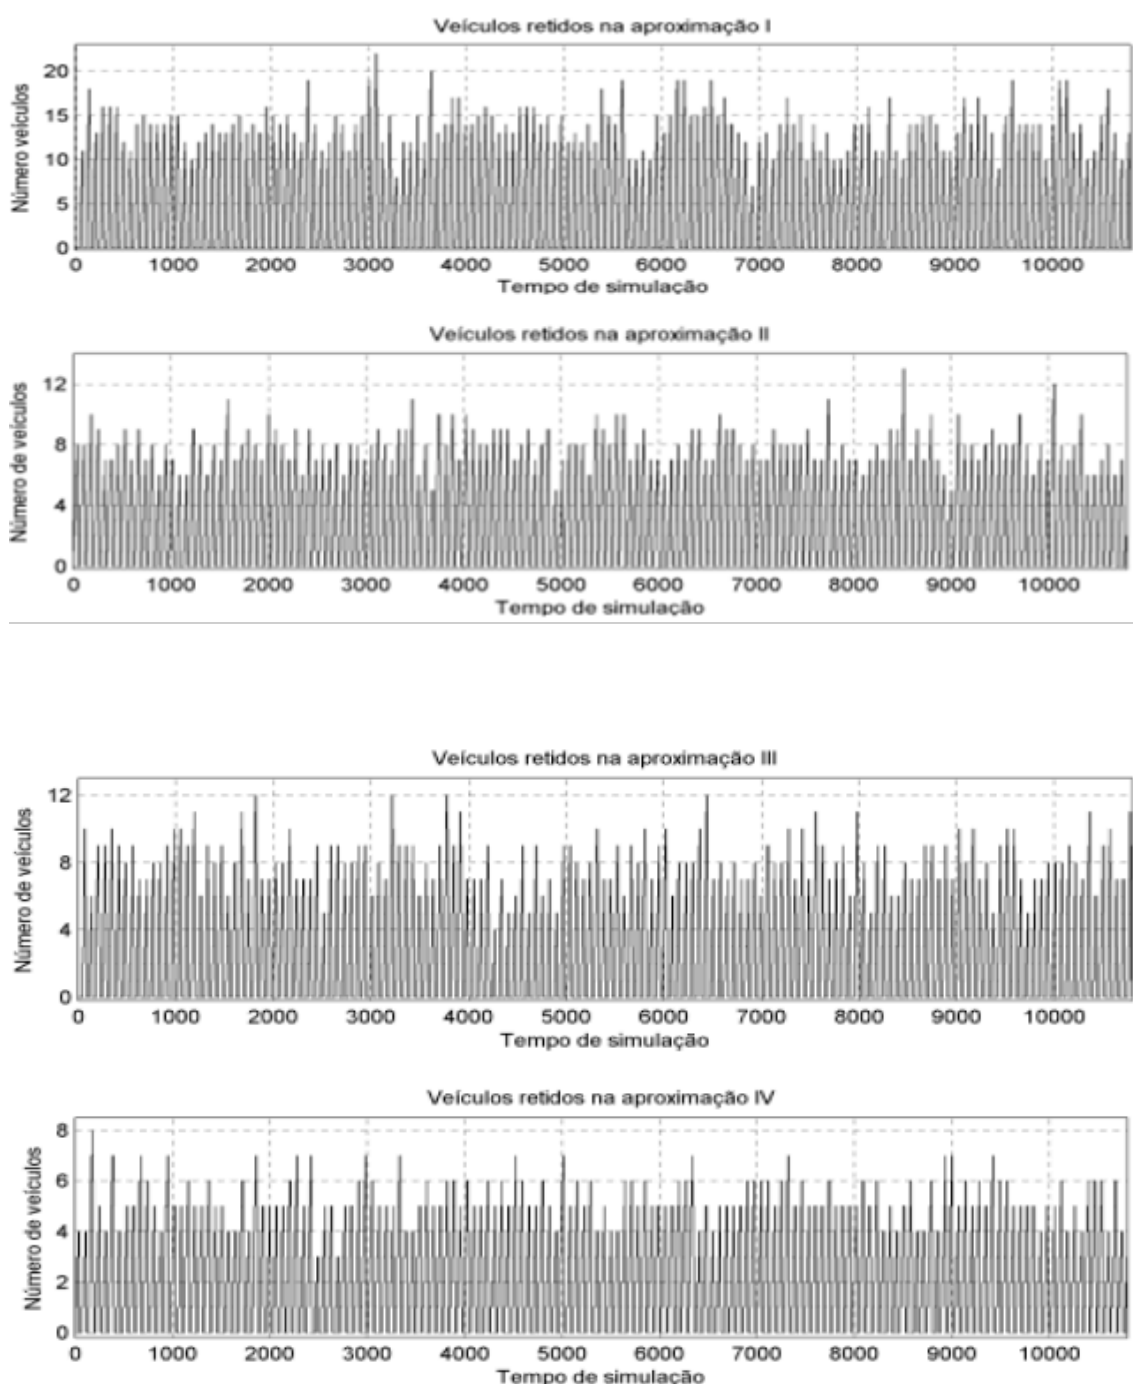 Veículos retidos na aproximação I
Número veículos
20
15
10
5
0
0 1000 2000 3000 4000 5000 6000 7000 8000 9000 10000
Tempo de simulação
Veículos retidos na aproximação II
Número de veículos
12
8
4
0
0 1000 2000 3000 4000 5000 6000 7000 8000 9000 10000
Tempo de simulação
Veículos retidos na aproximação III
Número de veículos
12
8
4
0
0 1000 2000 3000 4000 5000 6000 7000 8000 9000 10000
Tempo de simulação
Veículos retidos na aproximação IV
Número de veículos
8
6
4
2
0
0 1000 2000 3000 4000 5000 6000 7000 8000 9000 10000
Tempo de simulação